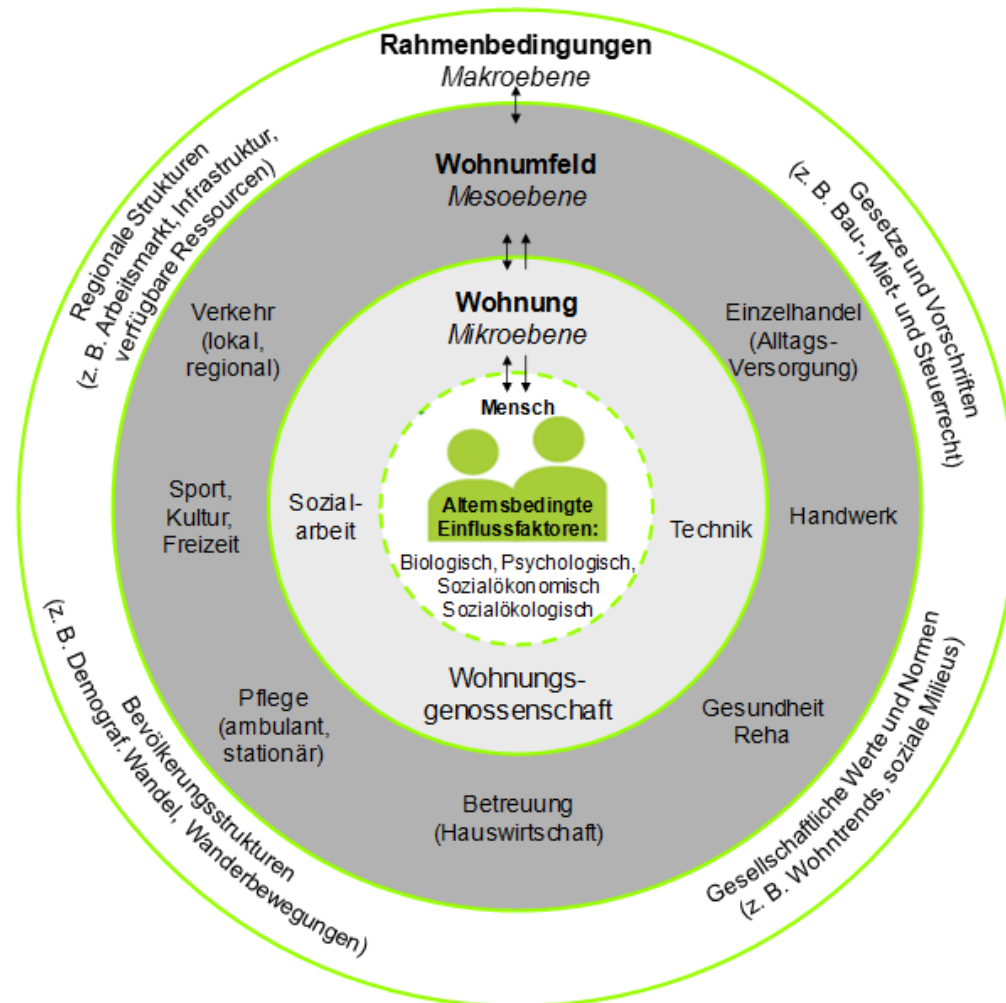 Rahmenbedingungen
Makroebene
Regionale Strukturen
(z. B. Arbeitsmarkt, Infrastruktur,
verfügbare Ressourcen)
Gesetze und Vorschriften
(z. B. Bau-, Miet- und Steuerrecht)
Wohnumfeld
Mesoebene
Verkehr
(lokal,
regional)
Einzelhandel
(Alltags-
Versorgung)
Wohnung
Mikroebene
Mensch
Sport,
Kultur,
Freizeit
Sozial-
arbeit
Alternsbedingte
Einflussfaktoren:
Biologisch, Psychologisch,
Sozialökonomisch
Sozialökologisch
Technik
Handwerk
Wohnungs-
genossenschaft
Pflege
(ambulant,
stationär)
Gesundheit
Reha
Betreuung
(Hauswirtschaft)
Bevölkerungsstrukturen
(z. B. Demograf. Wandel, Wanderbewegungen)
Gesellschaftliche Werte und Normen
(z. B. Wohntrends, soziale Milieus)